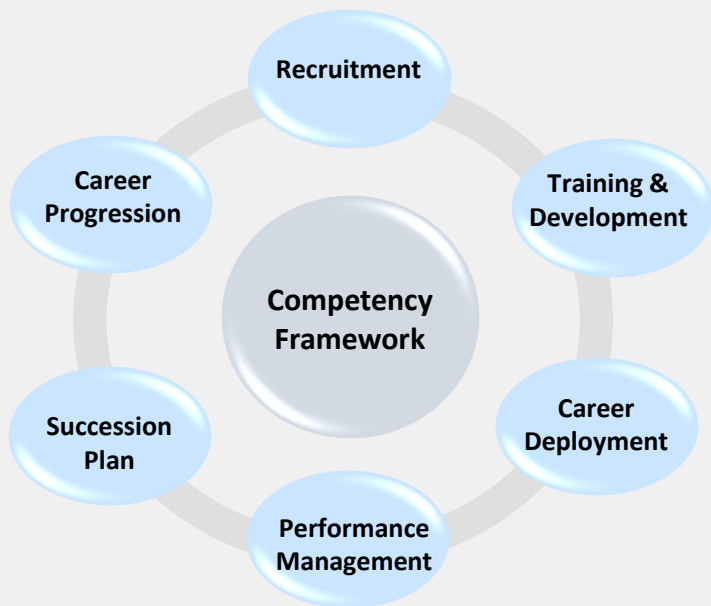 Recruitment
Training &
Development
Career
Deployment
Performance
Management
Succession
Plan
Career
Progression
Competency
Framework